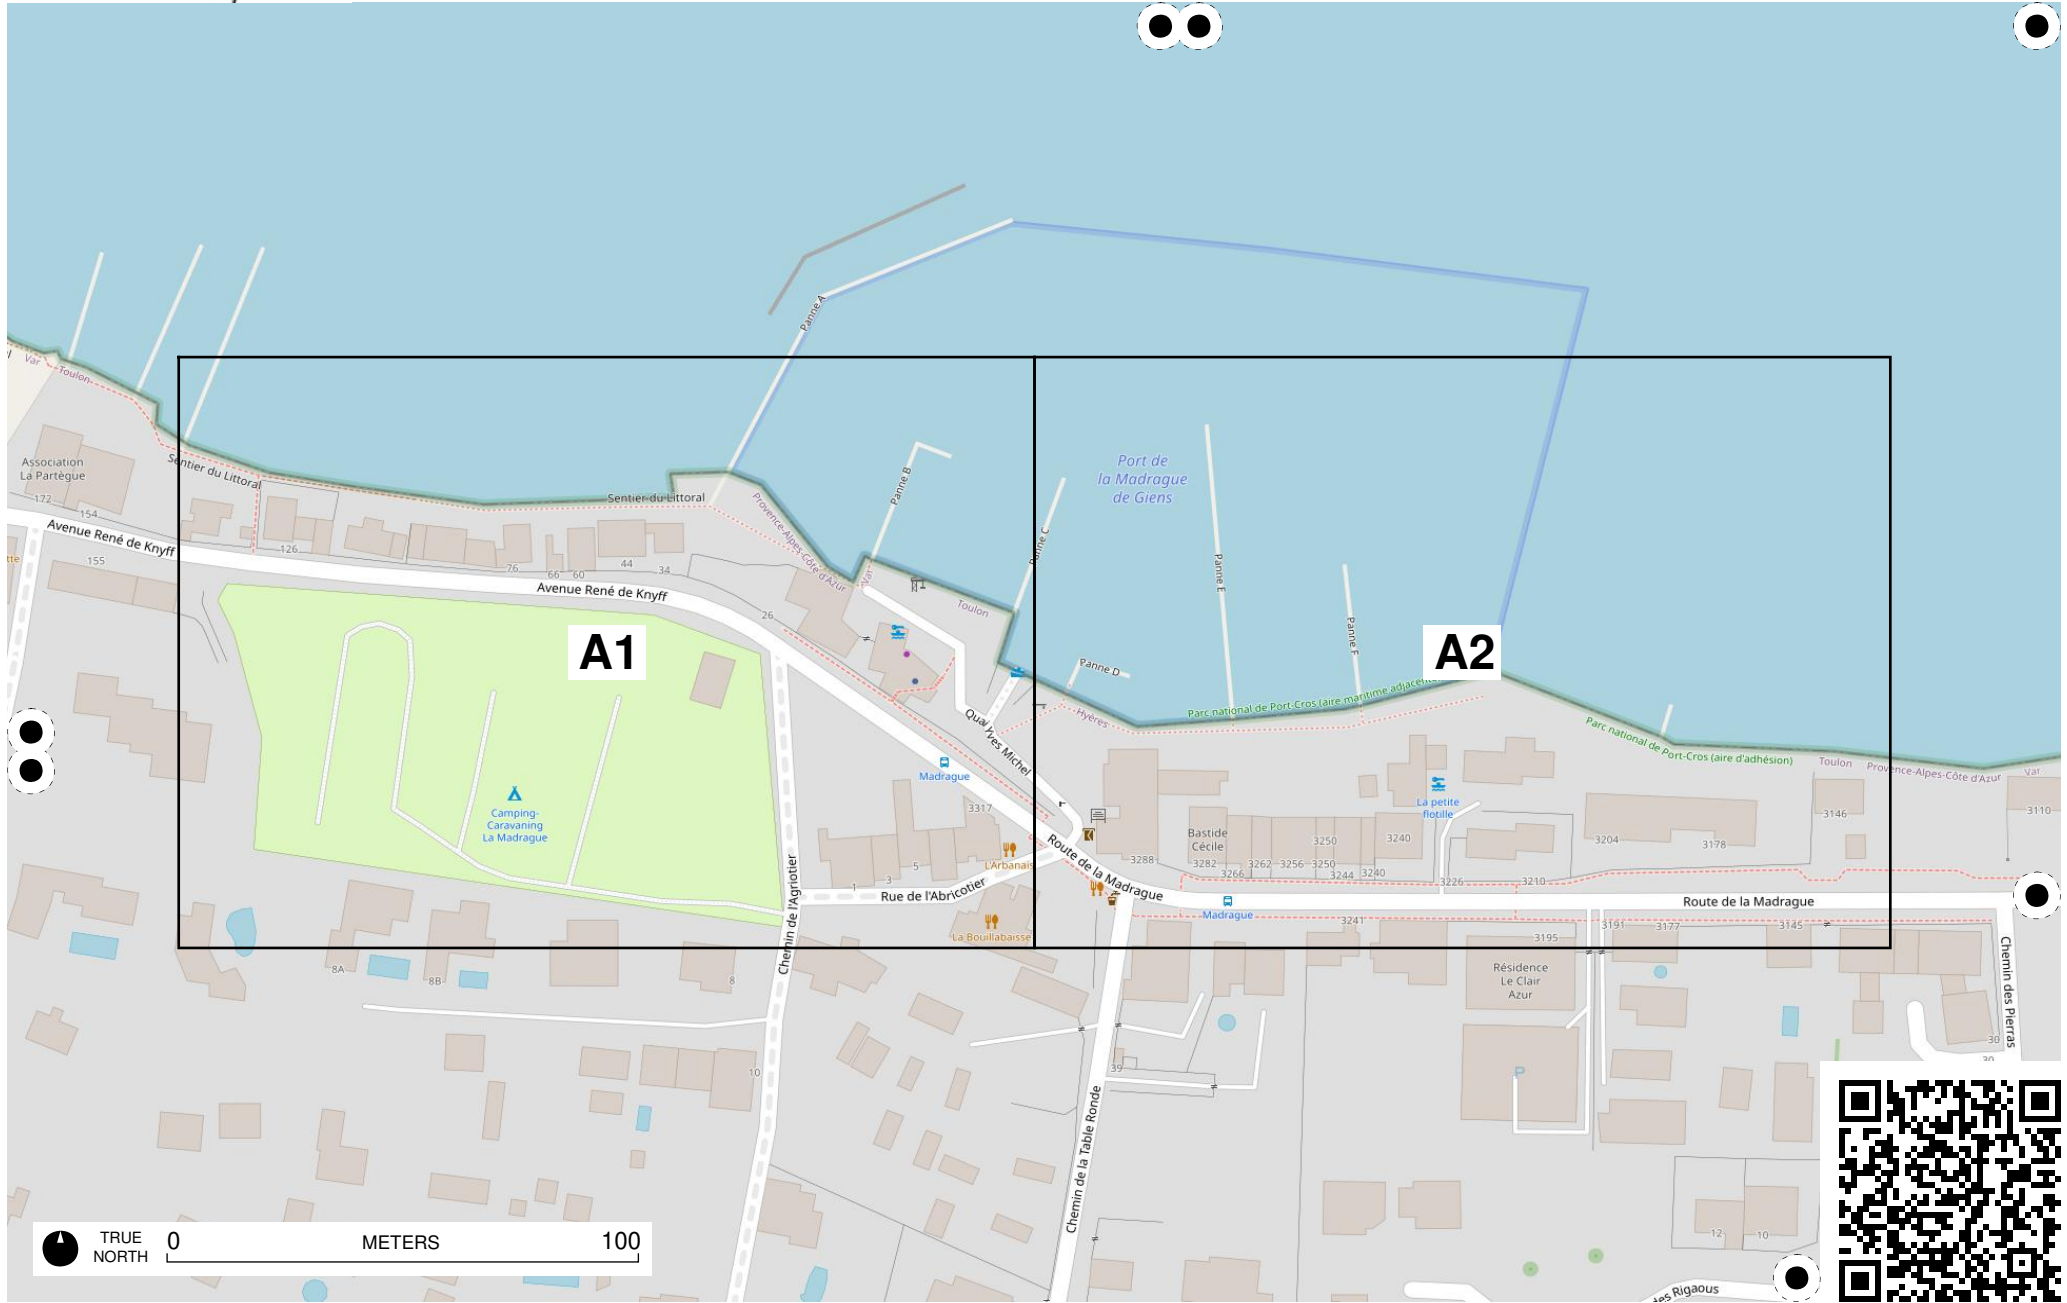 Panne A
Var
Toulon
Association
La Partègue
172
154
Sentier du Littoral
Sentier du Littoral
Avenue René de Knyff
155
126
76
66
60
44
34
26
Avenue René de Knyff
Provence-Alpes-Côte d'Azur
Var
Panne B
Toulon
Panne C
Port de
la Madrague
de Giens
Panne E
Panne F
Panne D
A1
A2
Hyères
Parc national de Port-Cros (aire maritime adjacente)
Parc national de Port-Cros (aire d'adhésion)
Toulon
Provence-Alpes-Côte d'Azur
Var
Quai Yves Michel
Madrague
Camping-
Caravaning
La Madrague
3317
L'Arbanais
1
3
5
Rue de l'Abricotier
La Bouillabaisse
Chemin de l'Agriotier
Route de la Madrague
3288
Bastide
Cécile
3282
3266
3262
3256
3250
3250
3244
3240
3240
La petite
flotille
3226
3210
3204
3178
3146
3110
Madrague
3241
Route de la Madrague
3195
3191
3177
3145
Résidence
Le Clair
Azur
Chemin des Pierras
30
30
8A
8B
8
10
39
P
Chemin de la Table Ronde
12
10
des Rigaous
TRUE
NORTH
0
METERS
100